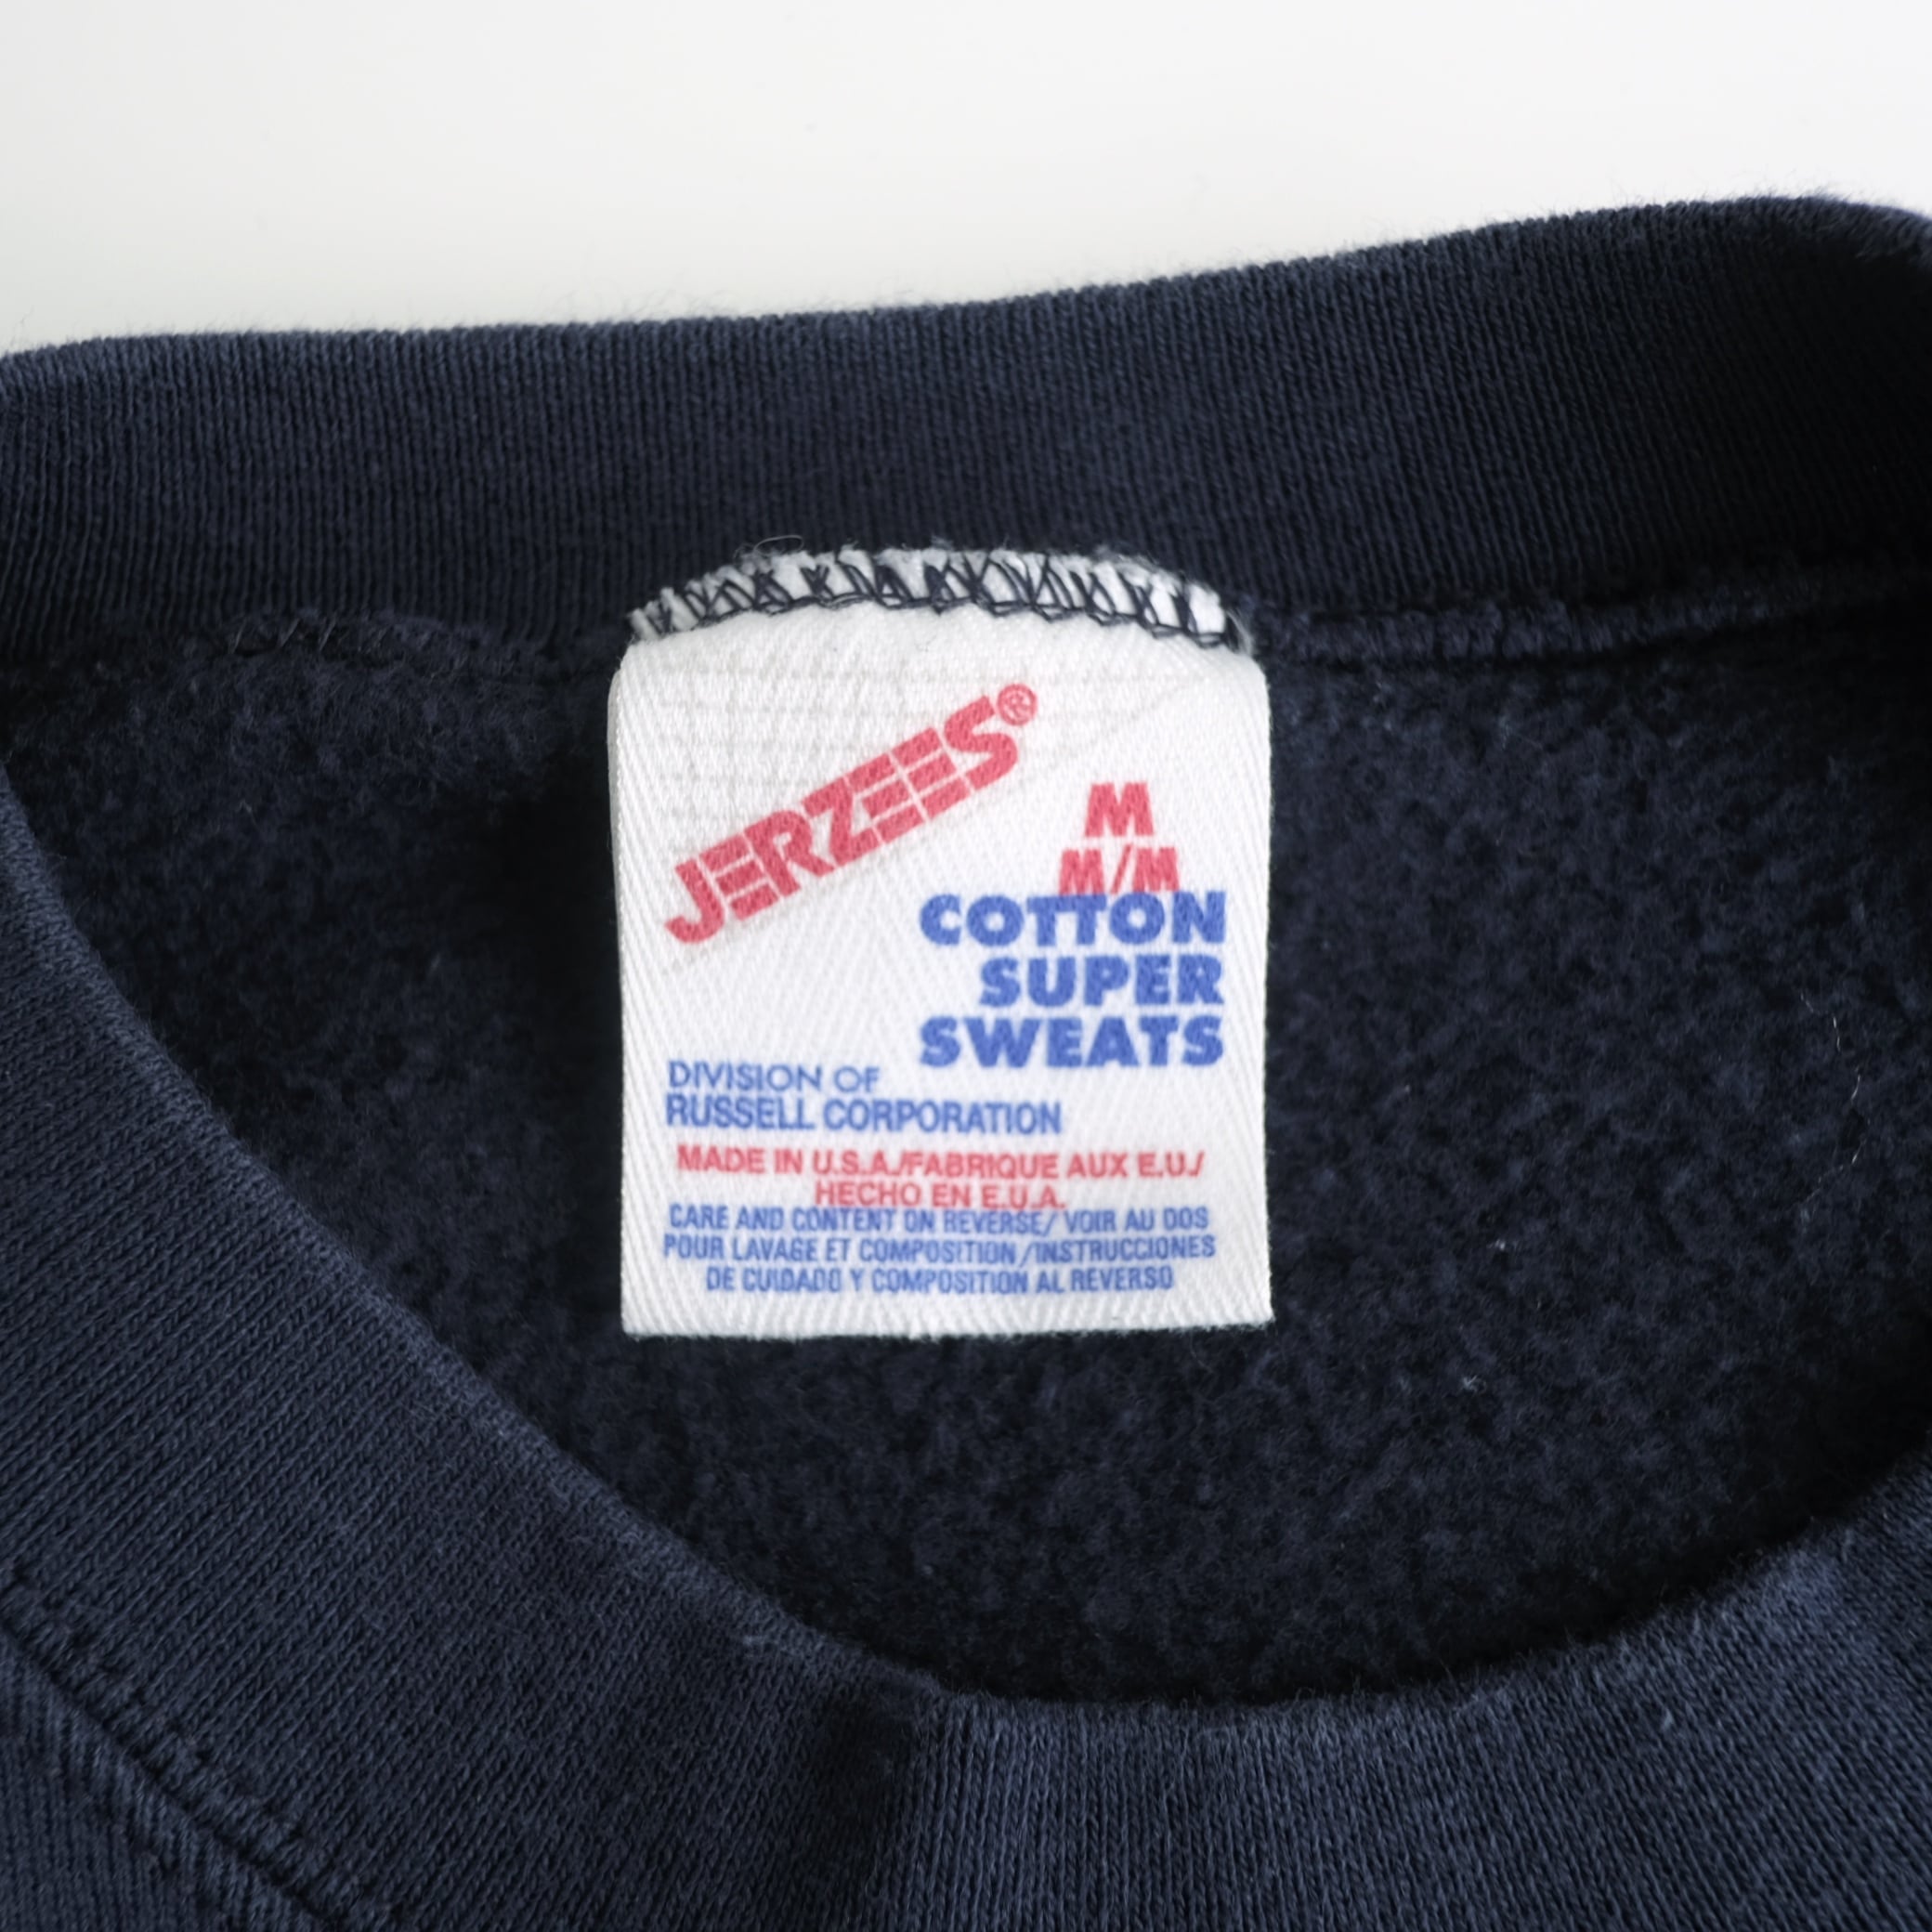 JERZEES®
M
M/M
COTTON
SUPER
SWEATS
DIVISION OF
RUSSELL CORPORATION
MADE IN U.S.A./FABRIQUE AUX E.U./
HECHO EN E.U.A.
CARE AND CONTENT ON REVERSE/ VOIR AU DOS
POUR LAVAGE ET COMPOSITION /INSTRUCCIONES
DE CUIDADO Y COMPOSITION AL REVERSO